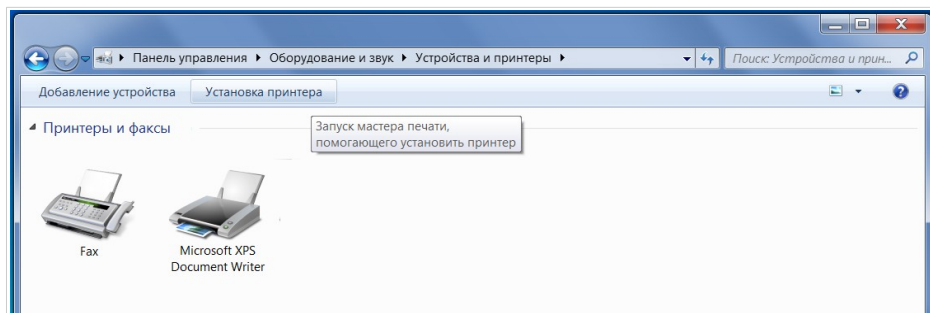 Панель управления ▸ Оборудование и звук ▸ Устройства и принтеры ▸
Поиск: Устройства и прин...
Добавление устройства Установка принтера
Принтеры и факсы
Запуск мастера печати,
помогающего установить принтер
Fax
Microsoft XPS
Document Writer